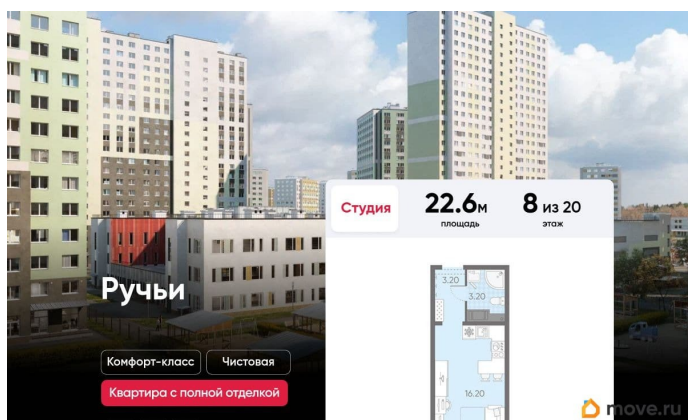 Студия
22.6м
площадь
8 из 20
этаж
3.20
3.20
Ручьи
Комфорт-класс
Чистовая
16.20
Квартира с полной отделкой
move.ru